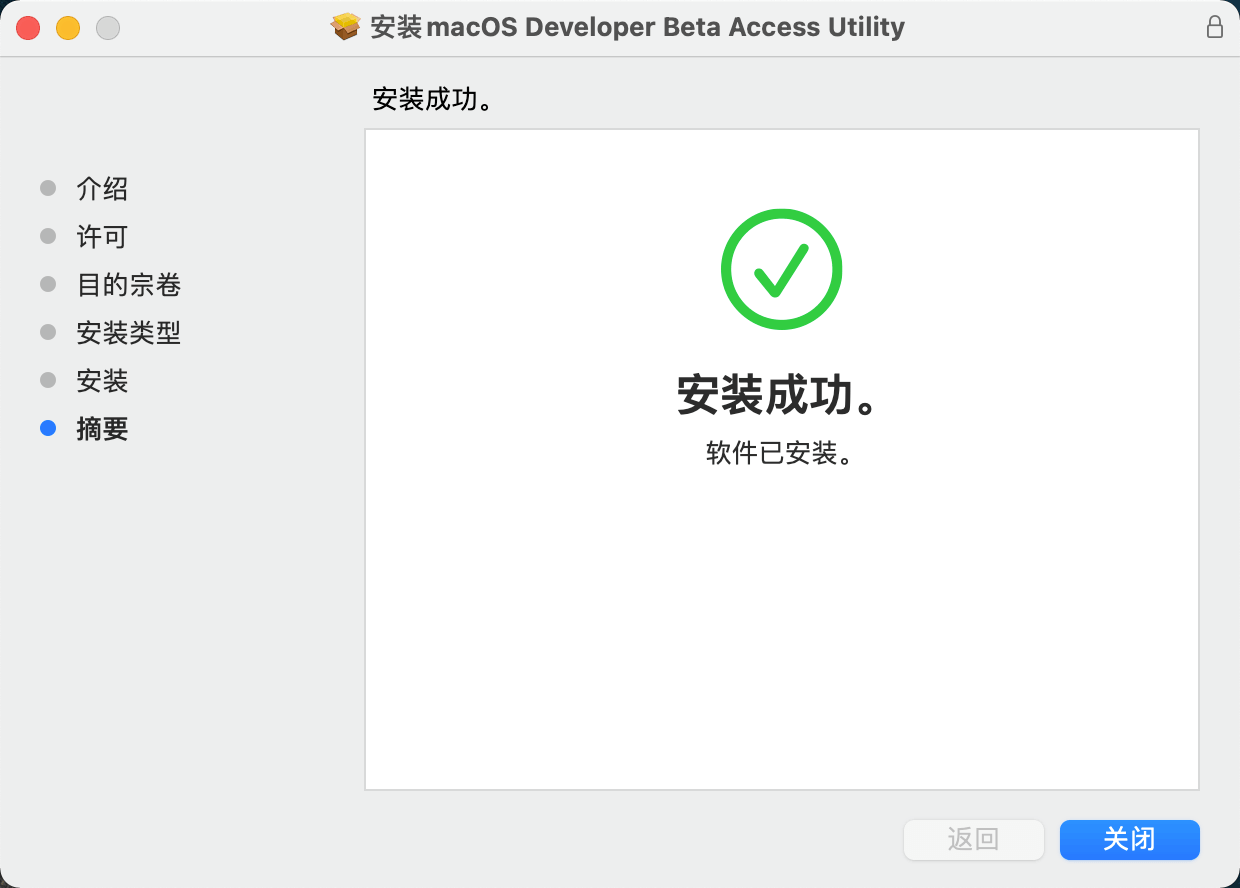 安装macOS Developer Beta Access Utility
安装成功。
介绍
许可
目的宗卷
安装类型
安装
摘要
安装成功。
软件已安装。
返回
关闭